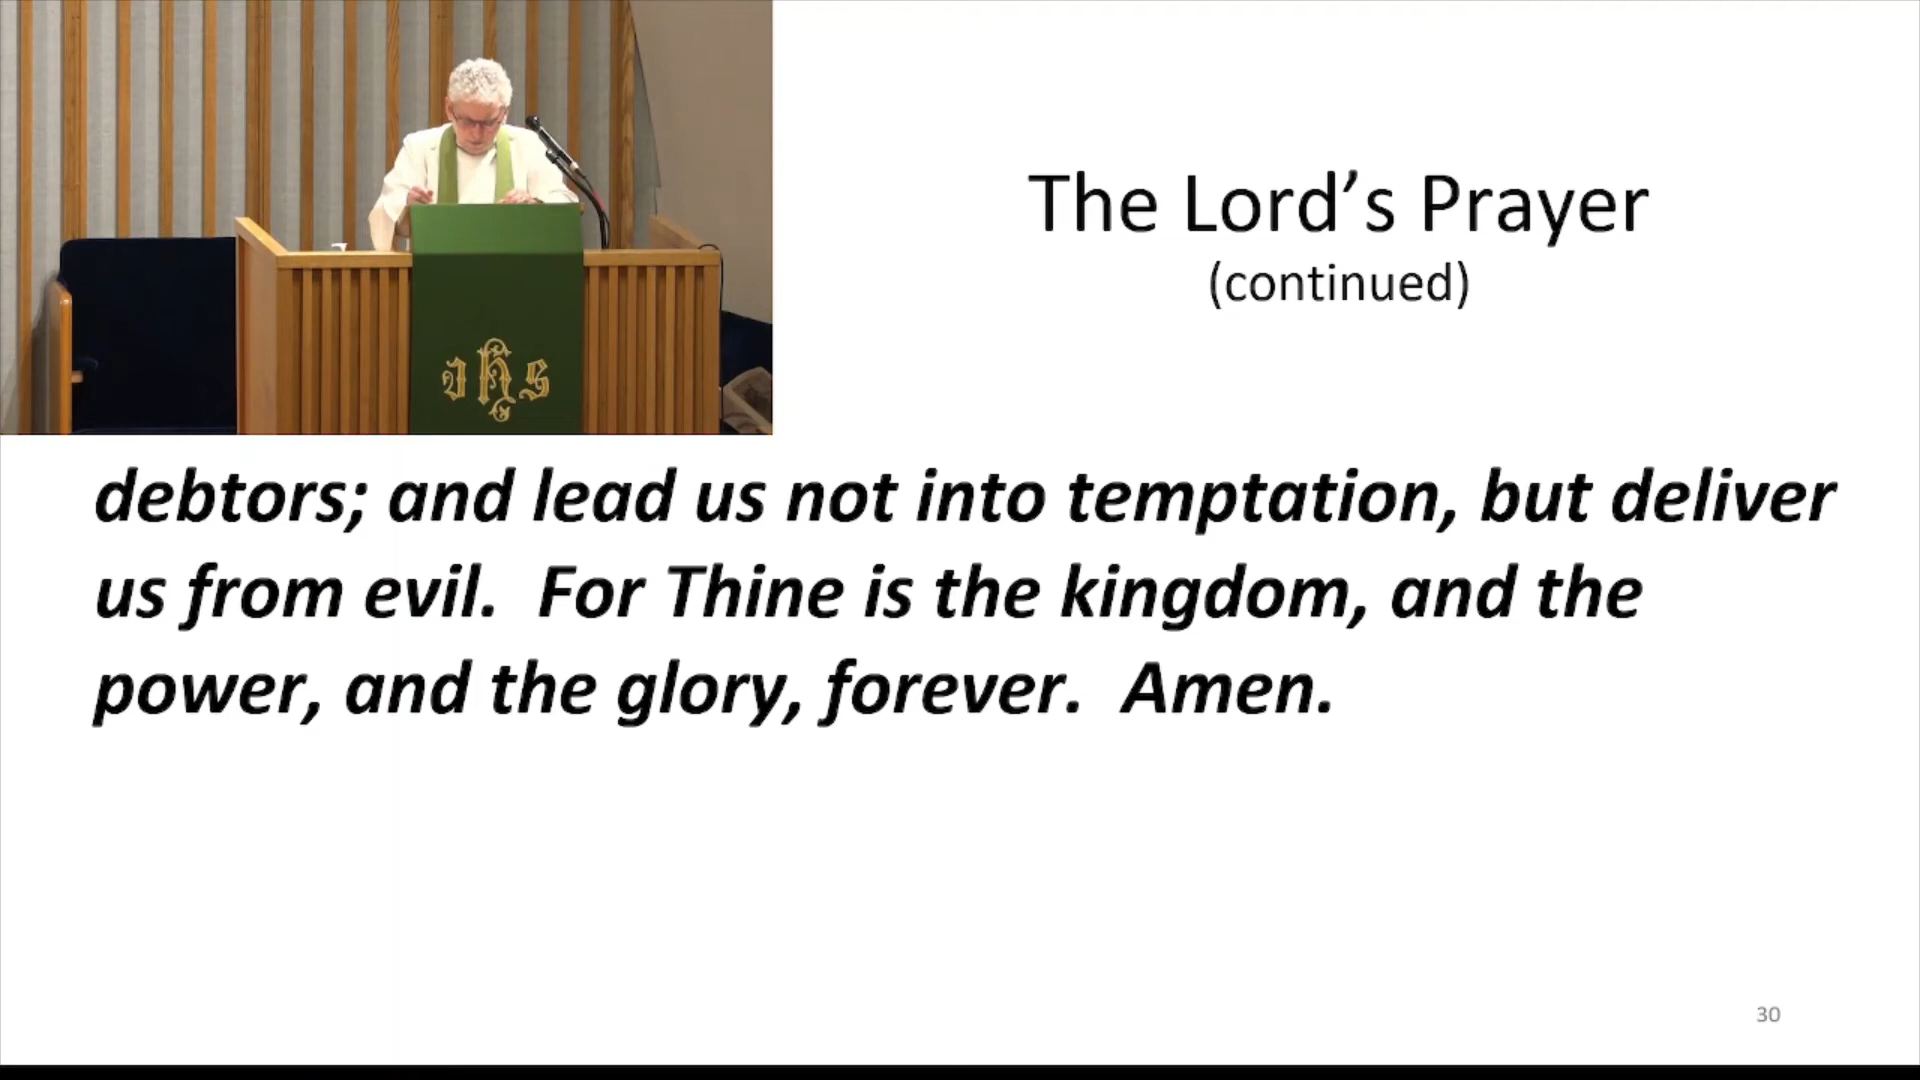 The Lord’s Prayer
(continued)
ihs
debtors; and lead us not into temptation, but deliver
us from evil.  For Thine is the kingdom, and the
power, and the glory, forever.  Amen.
30